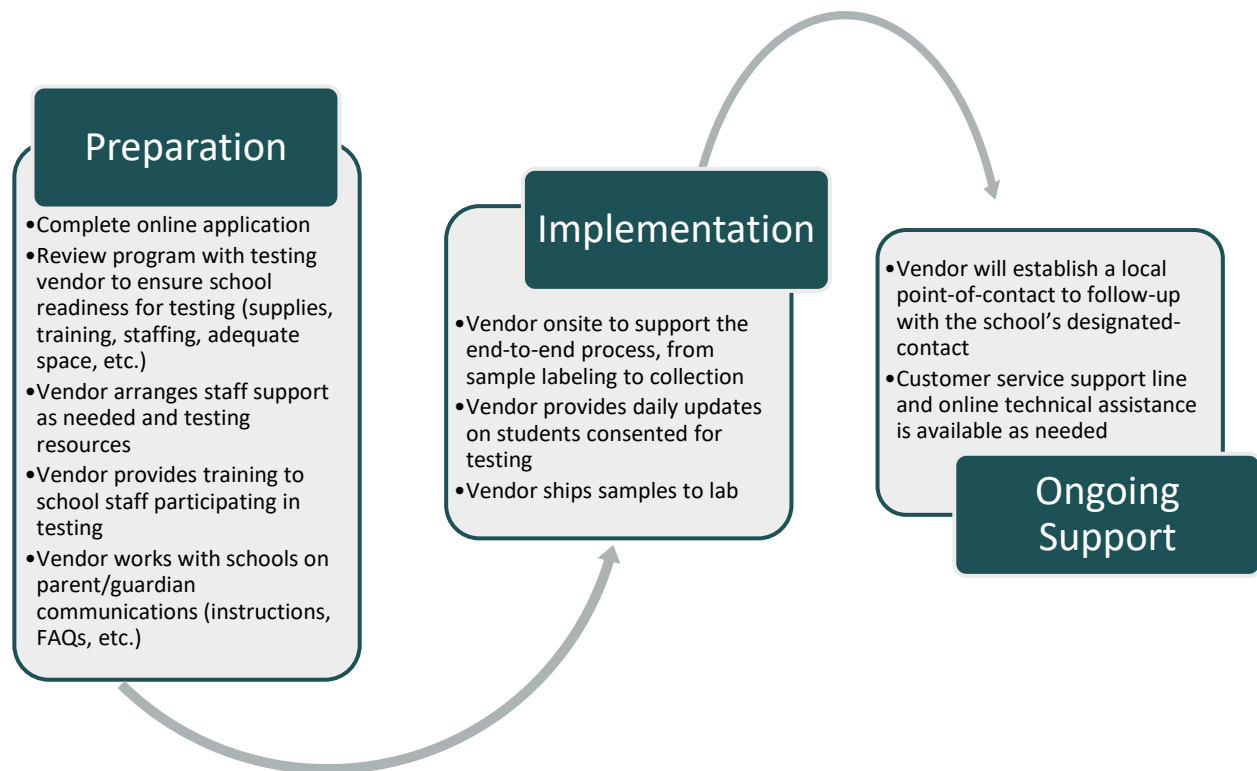 Preparation
•Complete online application
•Review program with testing
vendor to ensure school
readiness for testing (supplies,
training, staffing, adequate
space, etc.)
•Vendor arranges staff support
as needed and testing
resources
•Vendor provides training to
school staff participating in
testing
•Vendor works with schools on
parent/guardian
communications (instructions,
FAQs, etc.)
Implementation
•Vendor onsite to support the
end-to-end process, from
sample labeling to collection
•Vendor provides daily updates
on students consented for
testing
•Vendor ships samples to lab
•Vendor will establish a local
point-of-contact to follow-up
with the school’s designated-
contact
•Customer service support line
and online technical assistance
is available as needed
Ongoing
Support